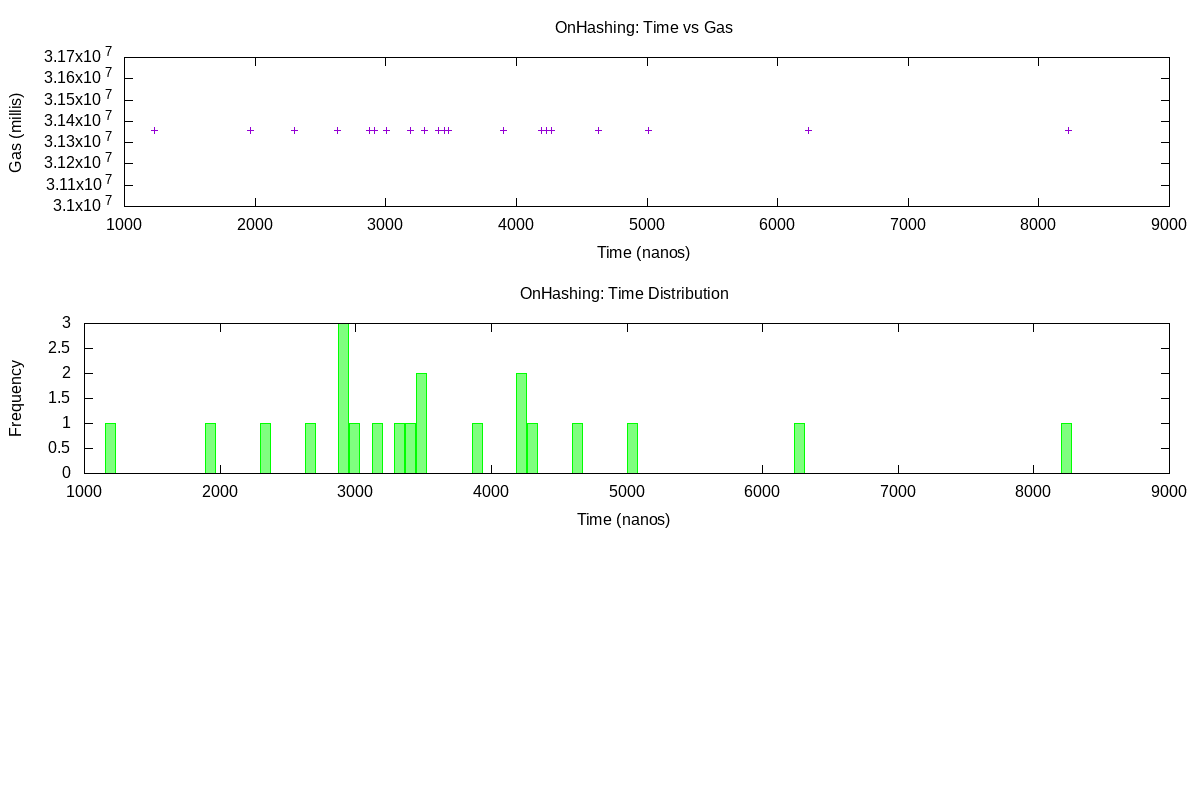 OnHashing: Time vs Gas
3.17x10 7
3.16x10 7
3.15x10 7
3.14x10 7
3.13x10 7
3.12x10 7
3.11x10 7
3.1x10 7
Gas (millis)
1000 2000 3000 4000 5000 6000 7000 8000 9000
Time (nanos)
OnHashing: Time Distribution
3
2.5
2
1.5
1
0.5
0
Frequency
1000 2000 3000 4000 5000 6000 7000 8000 9000
Time (nanos)